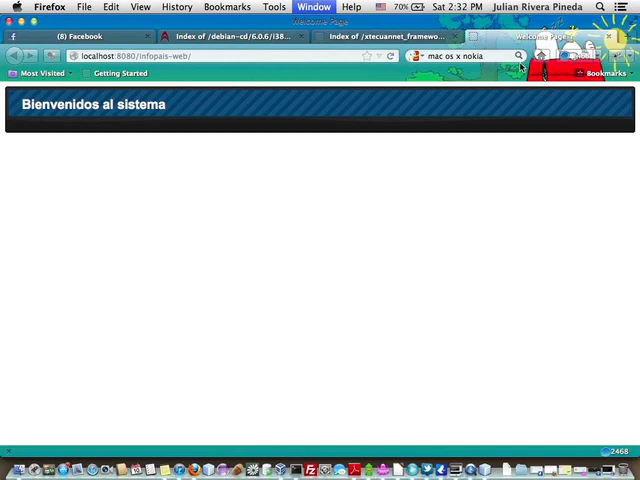 Firefox File Edit View History Bookmarks Tools Window Help 70% Sat 2:32 PM Julian Rivera Pineda
Welcome Page
(8) Facebook Index of /debian-cd/6.0.6/i38... Index of /xtecuannet_framewo... Welcome Page
localhost:8080/infopais-web/ mac os x nokia
Most Visited Getting Started Bookmarks
Bienvenidos al sistema
2468